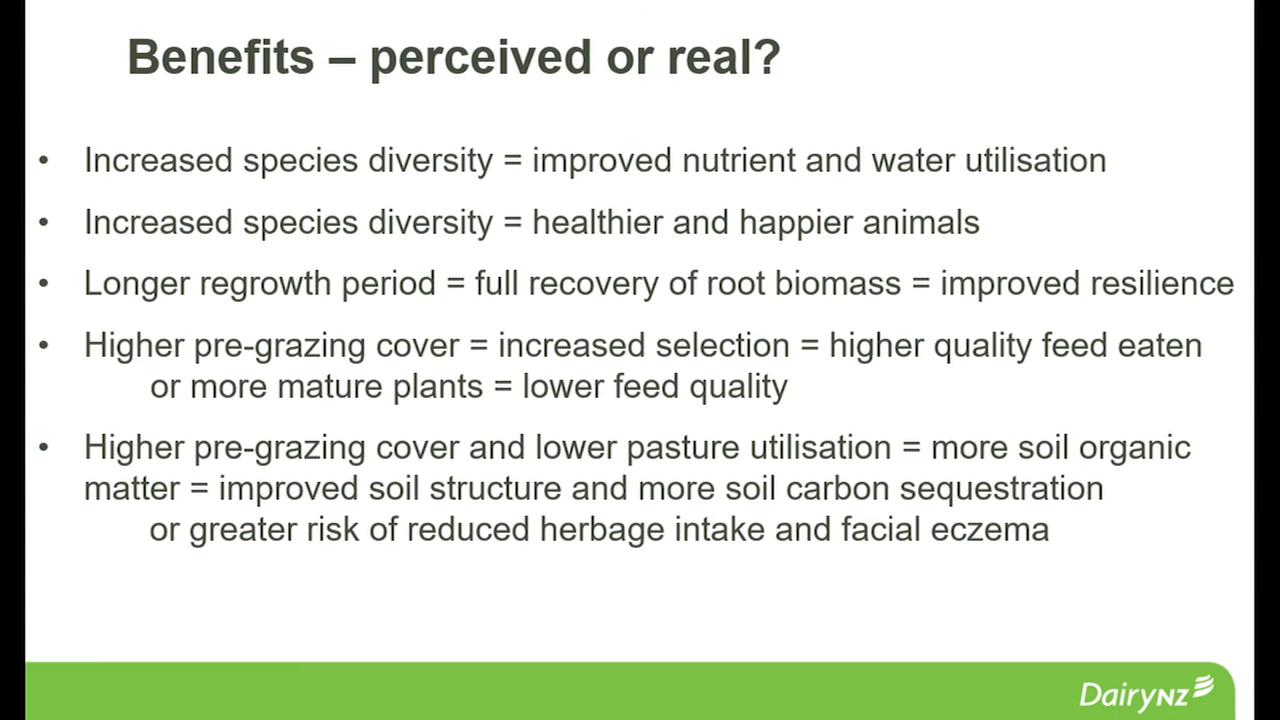 Benefits – perceived or real?
• Increased species diversity = improved nutrient and water utilisation
• Increased species diversity = healthier and happier animals
• Longer regrowth period = full recovery of root biomass = improved resilience
• Higher pre-grazing cover = increased selection = higher quality feed eaten
or more mature plants = lower feed quality
• Higher pre-grazing cover and lower pasture utilisation = more soil organic
matter = improved soil structure and more soil carbon sequestration
or greater risk of reduced herbage intake and facial eczema
DairyNZ